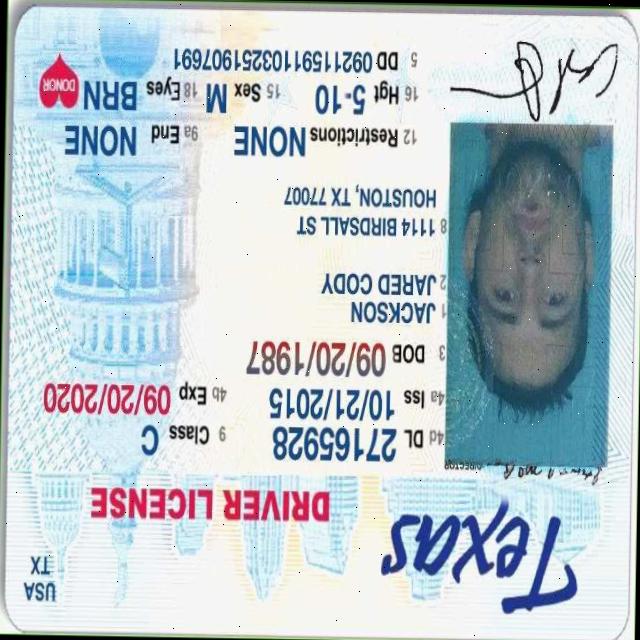 Texas
USA
TX
DRIVER LICENSE
DIRECTOR
4d DL 27165928 9 Class C
4a Iss 10/21/2015 4b Exp 09/20/2020
3 DOB 09/20/1987
1 JACKSON
2 JARED CODY
8 1114 BIRDSALL ST
HOUSTON, TX 77007
12 Restrictions NONE 9a End NONE
16 Hgt 5-10 15 Sex M 18 Eyes BRN
DONOR
5 DD 09211591103251907691